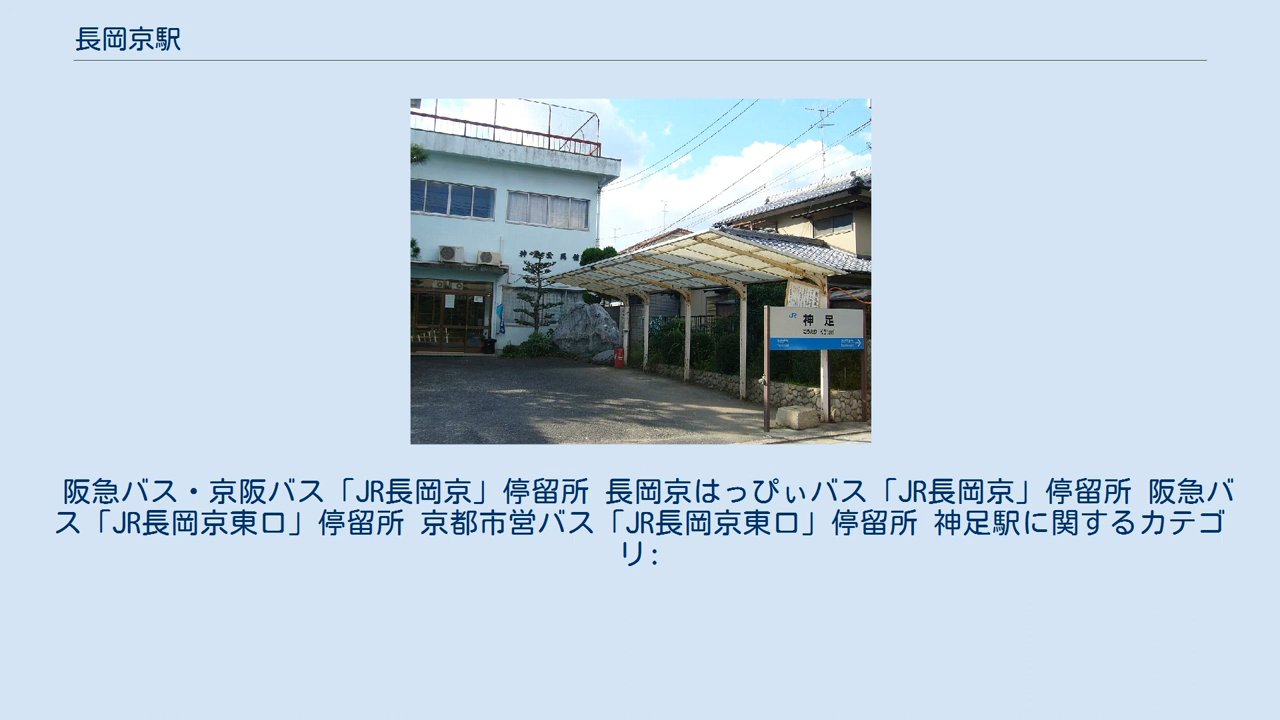 長岡京駅
神足
阪急バス・京阪バス「JR長岡京」停留所 長岡京はっぴぃバス「JR長岡京」停留所 阪急バ
ス「JR長岡京東口」停留所 京都市営バス「JR長岡京東口」停留所 神足駅に関するカテゴ
リ: